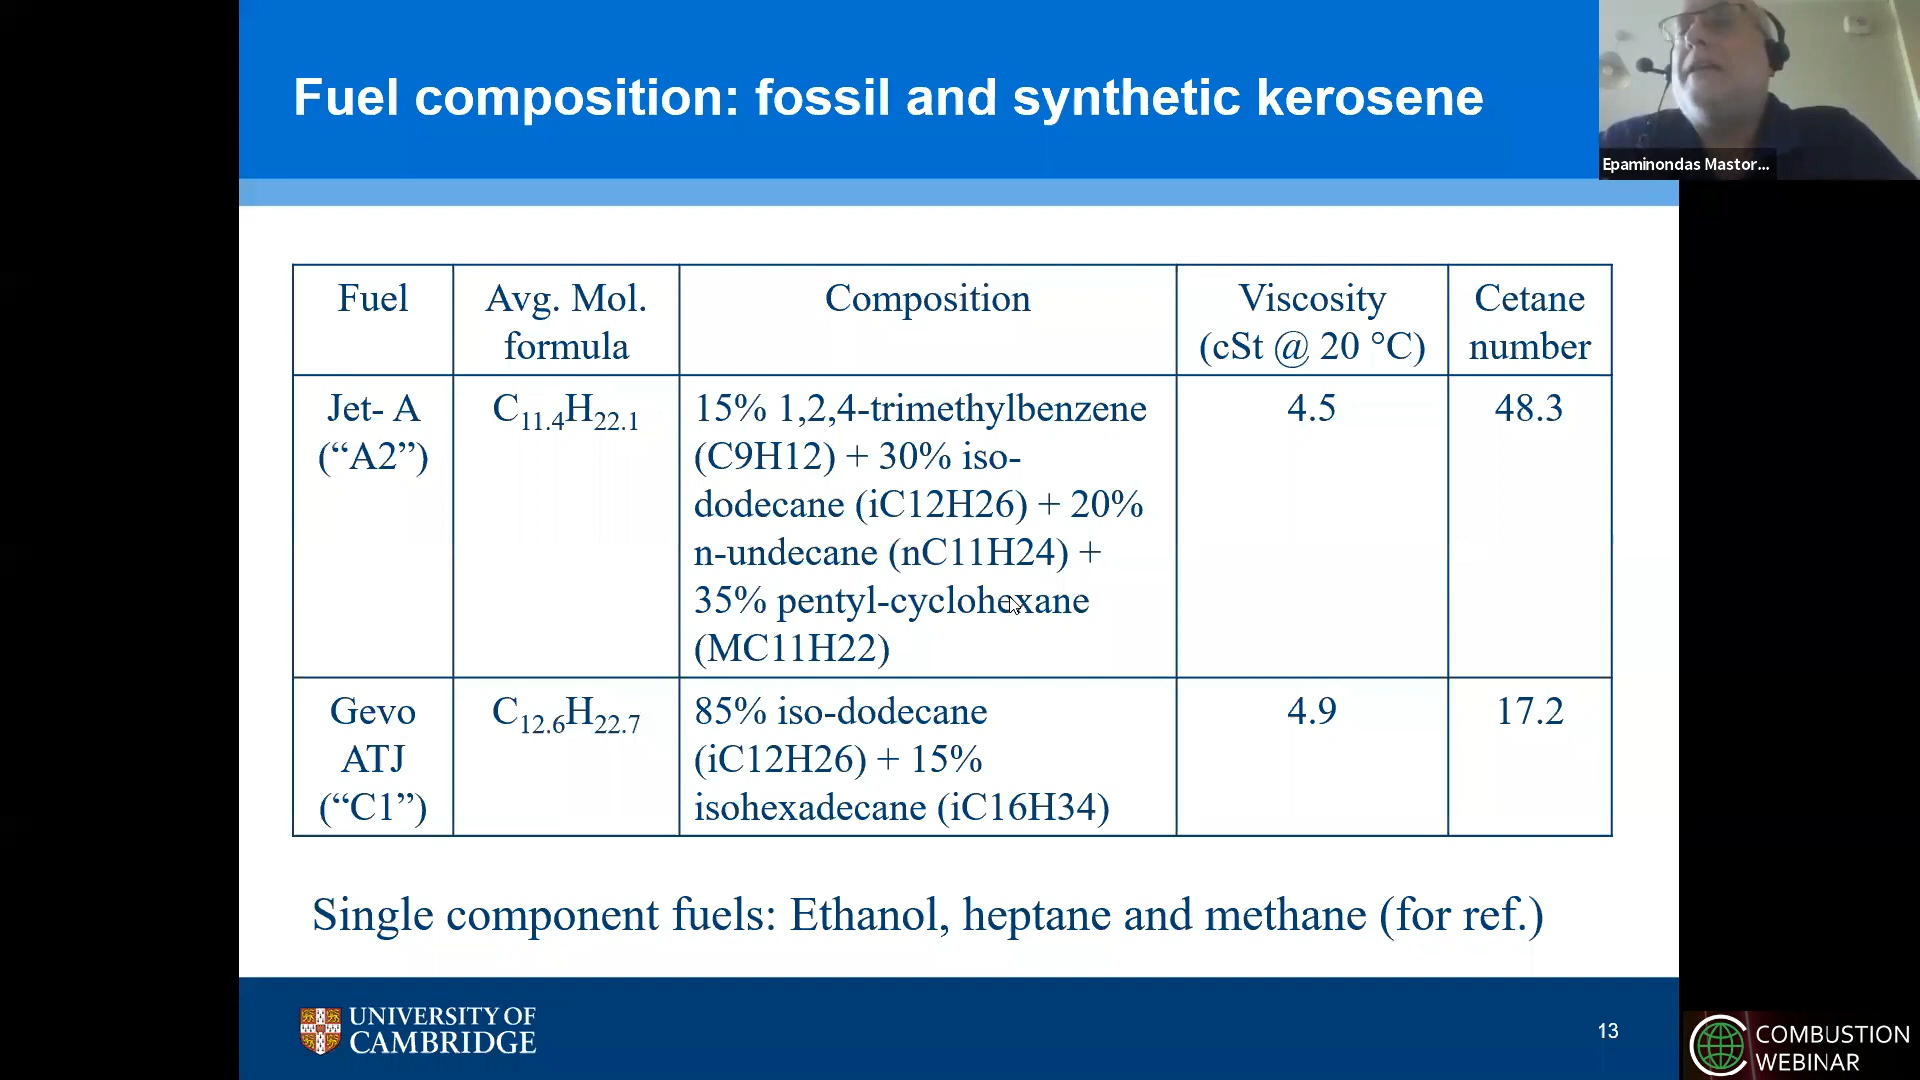 Fuel composition: fossil and synthetic kerosene
Epaminondas Mastor...
Fuel
Avg. Mol.
formula
Composition
Viscosity
(cSt @ 20 °C)
Cetane
number
Jet- A
(“A2”)
C11.4H22.1
15% 1,2,4-trimethylbenzene
(C9H12) + 30% iso-
dodecane (iC12H26) + 20%
n-undecane (nC11H24) +
35% pentyl-cyclohexane
(MC11H22)
4.5
48.3
Gevo
ATJ
(“C1”)
C12.6H22.7
85% iso-dodecane
(iC12H26) + 15%
isohexadecane (iC16H34)
4.9
17.2
Single component fuels: Ethanol, heptane and methane (for ref.)
UNIVERSITY OF
CAMBRIDGE
13
COMBUSTION
WEBINAR